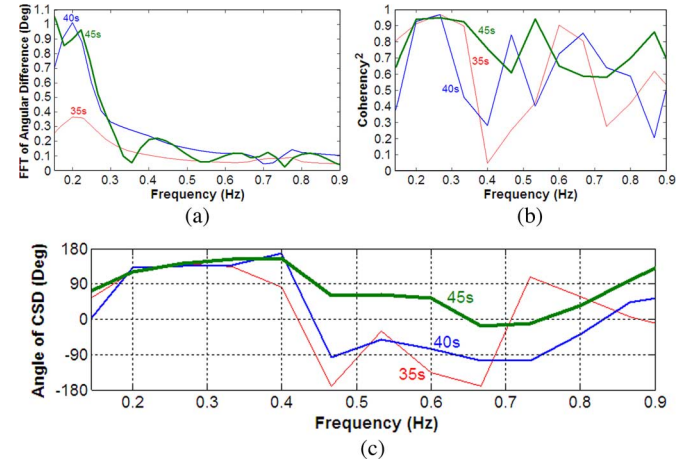 FFT of Angular Difference (Deg)
1.1
1
0.9
0.8
0.7
0.6
0.5
0.4
0.3
0.2
0.1
0
40s
45s
35s
0.2 0.3 0.4 0.5 0.6 0.7 0.8 0.9
Frequency (Hz)
(a)
Coherency²
1
0.9
0.8
0.7
0.6
0.5
0.4
0.3
0.2
0.1
0
45s
35s
40s
0.2 0.3 0.4 0.5 0.6 0.7 0.8 0.9
Frequency (Hz)
(b)
Angle of CSD (Deg)
180
90
0
-90
-180
45s
40s
35s
0.2 0.3 0.4 0.5 0.6 0.7 0.8 0.9
Frequency (Hz)
(c)